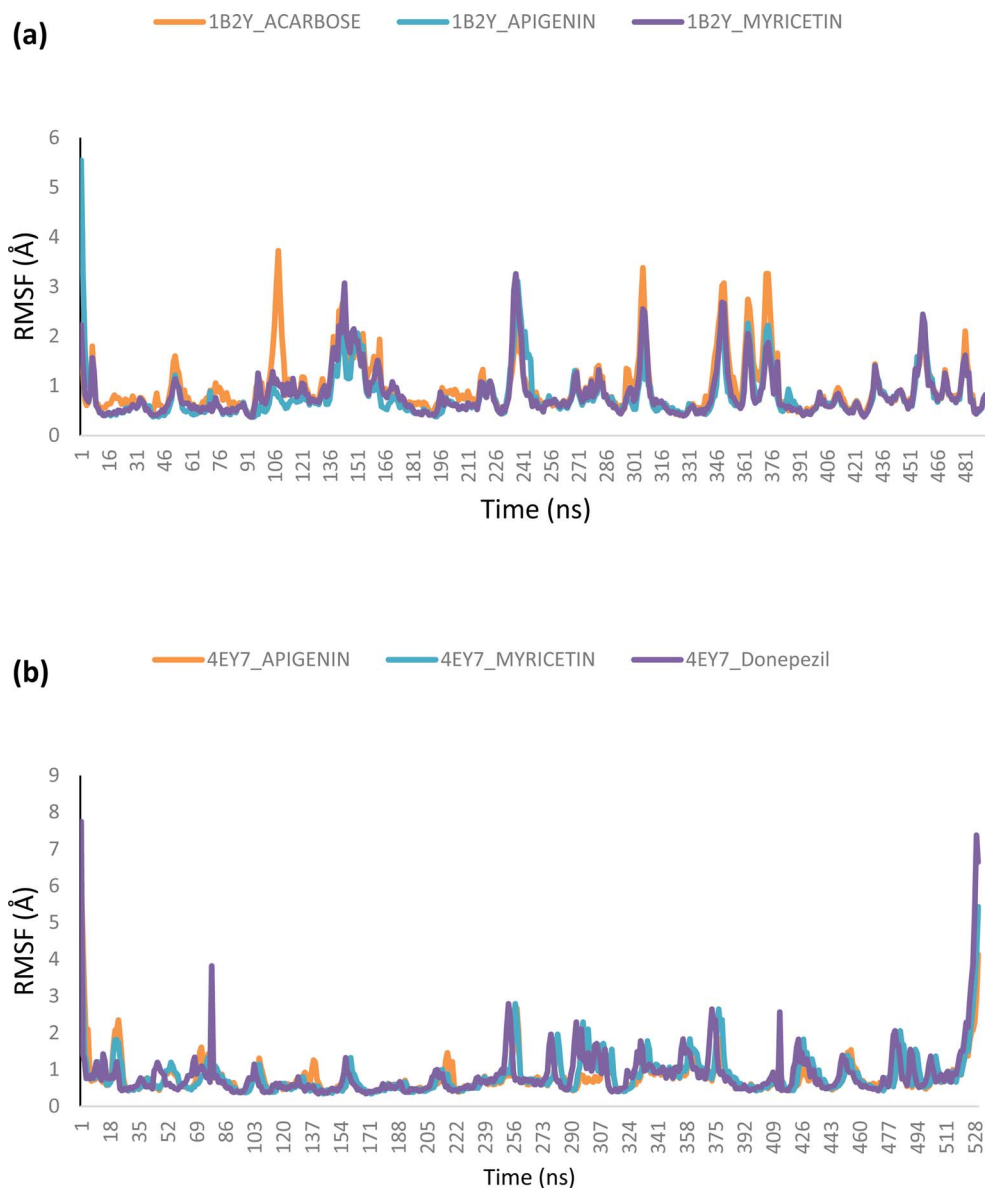 (a)
1B2Y_ACARBOSE 1B2Y_APIGENIN 1B2Y_MYRICETIN
6
5
4
3
2
1
0
RMSF (Å)
1 16 31 46 61 76 91 106 121 136 151 166 181 196 211 226 241 256 271 286 301 316 331 346 361 376 391 406 421 436 451 466 481
Time (ns)
(b)
4EY7_APIGENIN 4EY7_MYRICETIN 4EY7_Donepezil
9
8
7
6
5
4
3
2
1
0
RMSF (Å)
1 18 35 52 69 86 103 120 137 154 171 188 205 222 239 256 273 290 307 324 341 358 375 392 409 426 443 460 477 494 511 528
Time (ns)